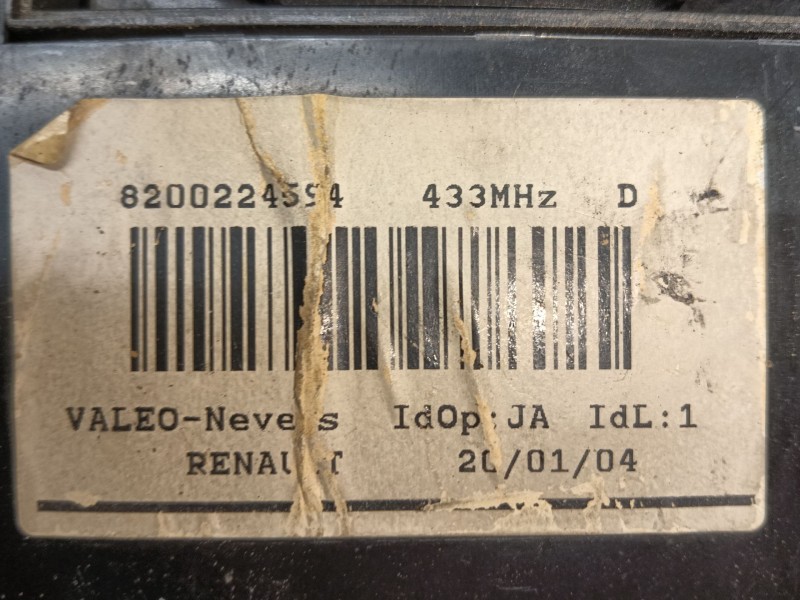 8200224594 433MHz D
VALEO-Nevers IdOp:JA IdL:1
RENAULT 20/01/04